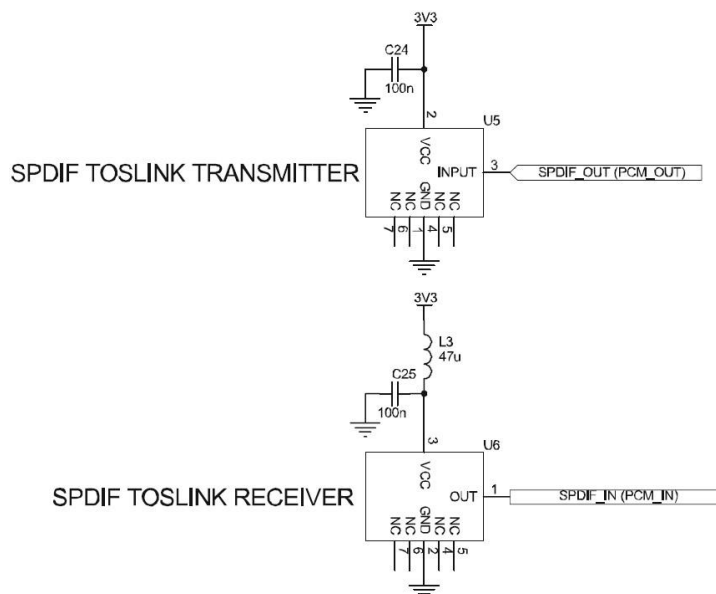 3V3
C24
100n
2
U5
VCC
SPDIF TOSLINK TRANSMITTER
INPUT
3
SPDIF_OUT (PCM_OUT)
NC NC GND NC NC
7 6 1 4 5
3V3
L3
47u
C25
100n
3
U6
VCC
SPDIF TOSLINK RECEIVER
OUT
1
SPDIF_IN (PCM_IN)
NC NC GND NC NC
7 6 2 4 5